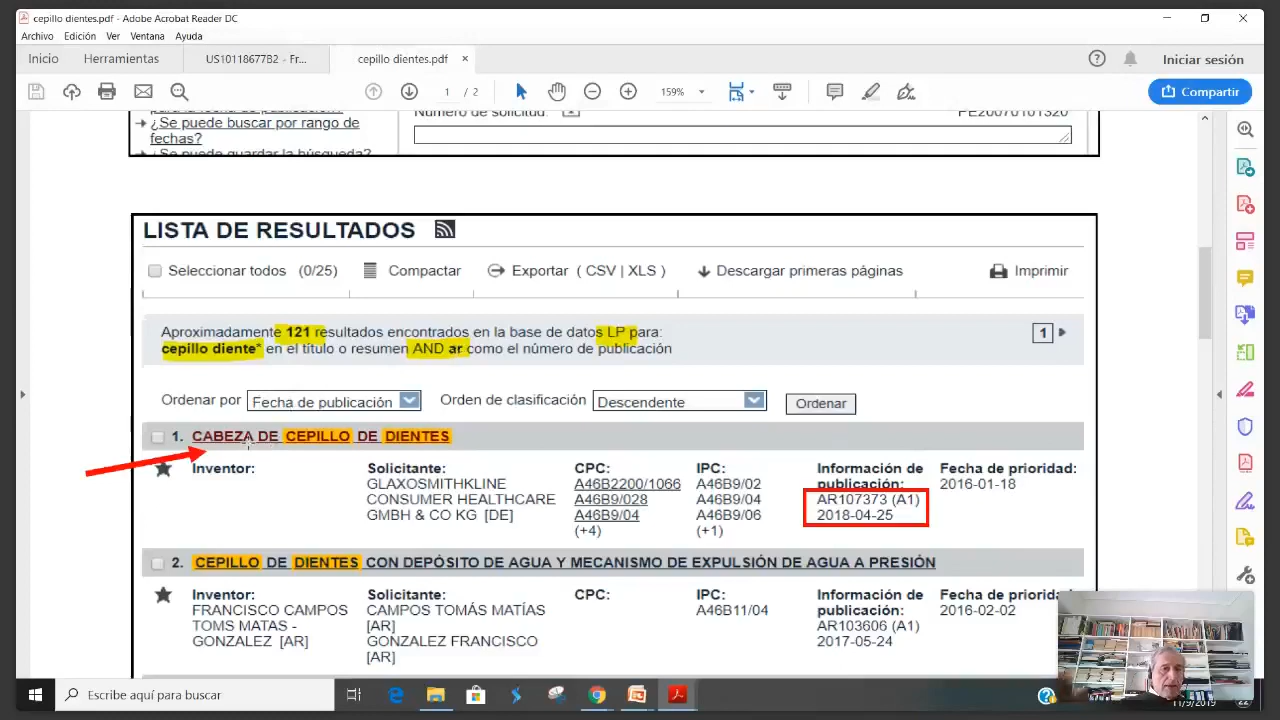 cepillo dientes.pdf - Adobe Acrobat Reader DC
Archivo Edición Ver Ventana Ayuda
Inicio Herramientas US10118677B2 - Fr... cepillo dientes.pdf × Iniciar sesión
1 / 2 159% Compartir
¿Se puede buscar por rango de
fechas?
¿Se puede guardar la búsqueda?
Número de solicitud:
LISTA DE RESULTADOS
Seleccionar todos (0/25) Compactar Exportar ( CSV | XLS ) Descargar primeras páginas Imprimir
Aproximadamente 121 resultados encontrados en la base de datos LP para:
cepillo diente* en el título o resumen AND ar como el número de publicación
1
Ordenar por Fecha de publicación Orden de clasificación Descendente Ordenar
1. CABEZA DE CEPILLO DE DIENTES
Inventor:
Solicitante:
GLAXOSMITHKLINE
CONSUMER HEALTHCARE
GMBH & CO KG [DE]
CPC:
A46B2200/1066
A46B9/028
A46B9/04
(+4)
IPC:
A46B9/02
A46B9/04
A46B9/06
(+1)
Información de
publicación:
AR107373 (A1)
2018-04-25
Fecha de prioridad:
2016-01-18
2. CEPILLO DE DIENTES CON DEPÓSITO DE AGUA Y MECANISMO DE EXPULSIÓN DE AGUA A PRESIÓN
Inventor:
FRANCISCO CAMPOS
TOMS MATAS -
GONZALEZ [AR]
Solicitante:
CAMPOS TOMÁS MATÍAS
[AR]
GONZALEZ FRANCISCO
[AR]
CPC:
IPC:
A46B11/04
Información de
publicación:
AR103606 (A1)
2017-05-24
Fecha de prioridad:
2016-02-02
Escribe aquí para buscar
11/9/2019